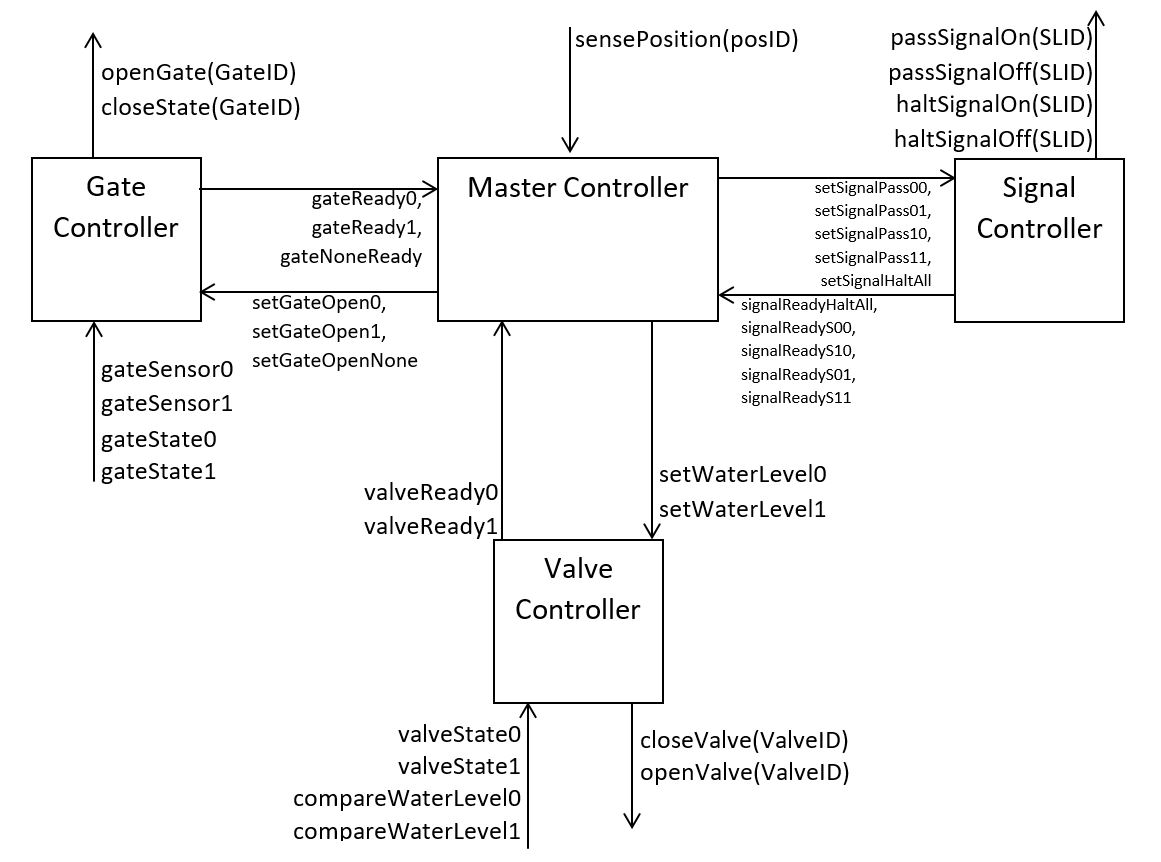 openGate(GateID)
closeState(GateID)
sensePosition(posID)
passSignalOn(SLID)
passSignalOff(SLID)
haltSignalOn(SLID)
haltSignalOff(SLID)
Gate
Controller
gateReady0,
gateReady1,
gateNoneReady
setGateOpen0,
setGateOpen1,
setGateOpenNone
Master Controller
setSignalPass00,
setSignalPass01,
setSignalPass10,
setSignalPass11,
setSignalHaltAll
signalReadyHaltAll,
signalReadyS00,
signalReadyS10,
signalReadyS01,
signalReadyS11
Signal
Controller
gateSensor0
gateSensor1
gateState0
gateState1
valveReady0
valveReady1
setWaterLevel0
setWaterLevel1
Valve
Controller
valveState0
valveState1
compareWaterLevel0
compareWaterLevel1
closeValve(ValveID)
openValve(ValveID)